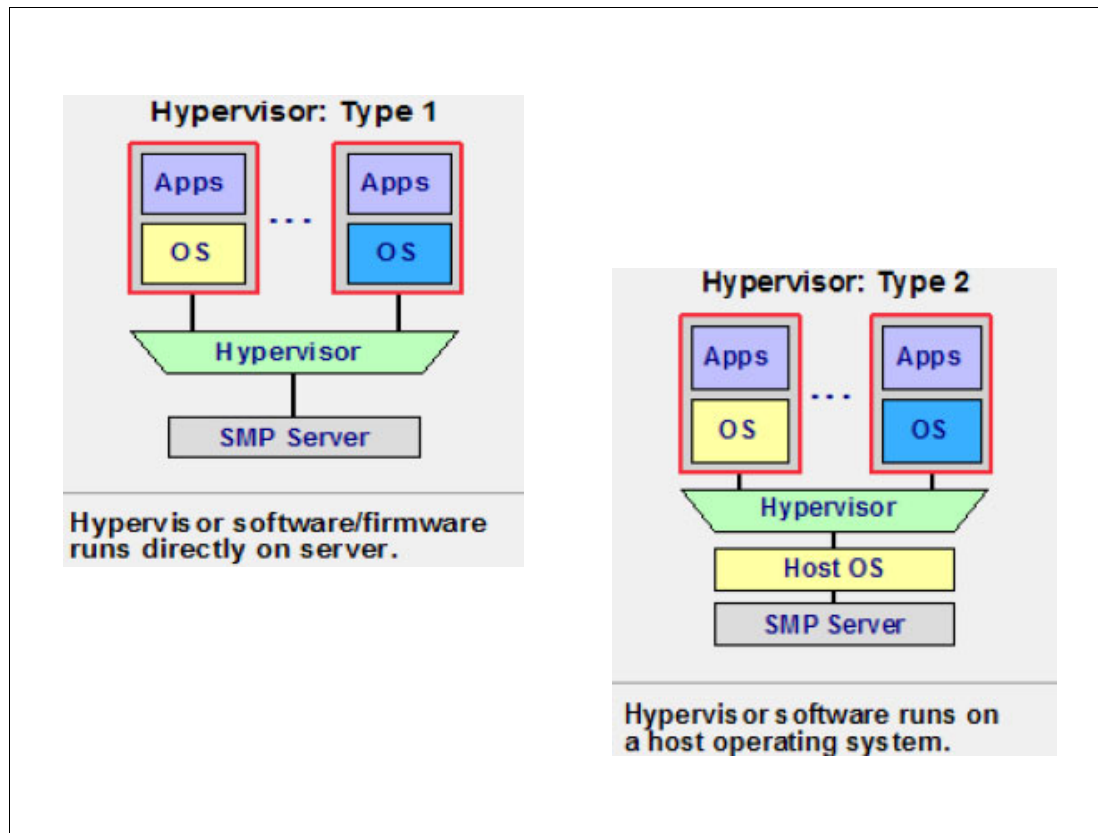 Hypervisor: Type 1
Apps
Apps
...
OS
OS
Hypervisor
SMP Server
Hypervisor software/firmware
runs directly on server.
Hypervisor: Type 2
Apps
Apps
...
OS
OS
Hypervisor
Host OS
SMP Server
Hypervisor software runs on
a host operating system.